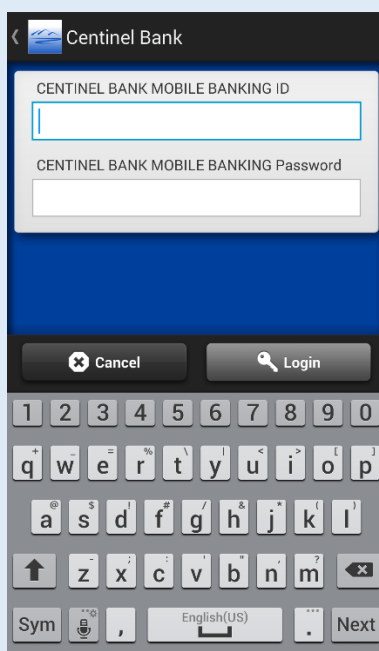 Centinel Bank
CENTINEL BANK MOBILE BANKING ID
CENTINEL BANK MOBILE BANKING Password
Cancel
Login
1 2 3 4 5 6 7 8 9 0
+ _ = % \ / < > [ ]
q w e r t y u i o p
@ $ ! # / & * ( )
a s d f g h j k l
- ; : ' " , ?
z x c v b n m
Sym , English(US) . Next